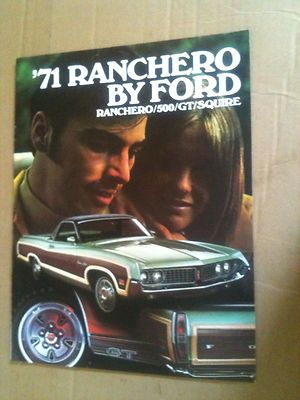 '71 RANCHERO
BY FORD
RANCHERO/500/GT/SQUIRE
GT
F O R D